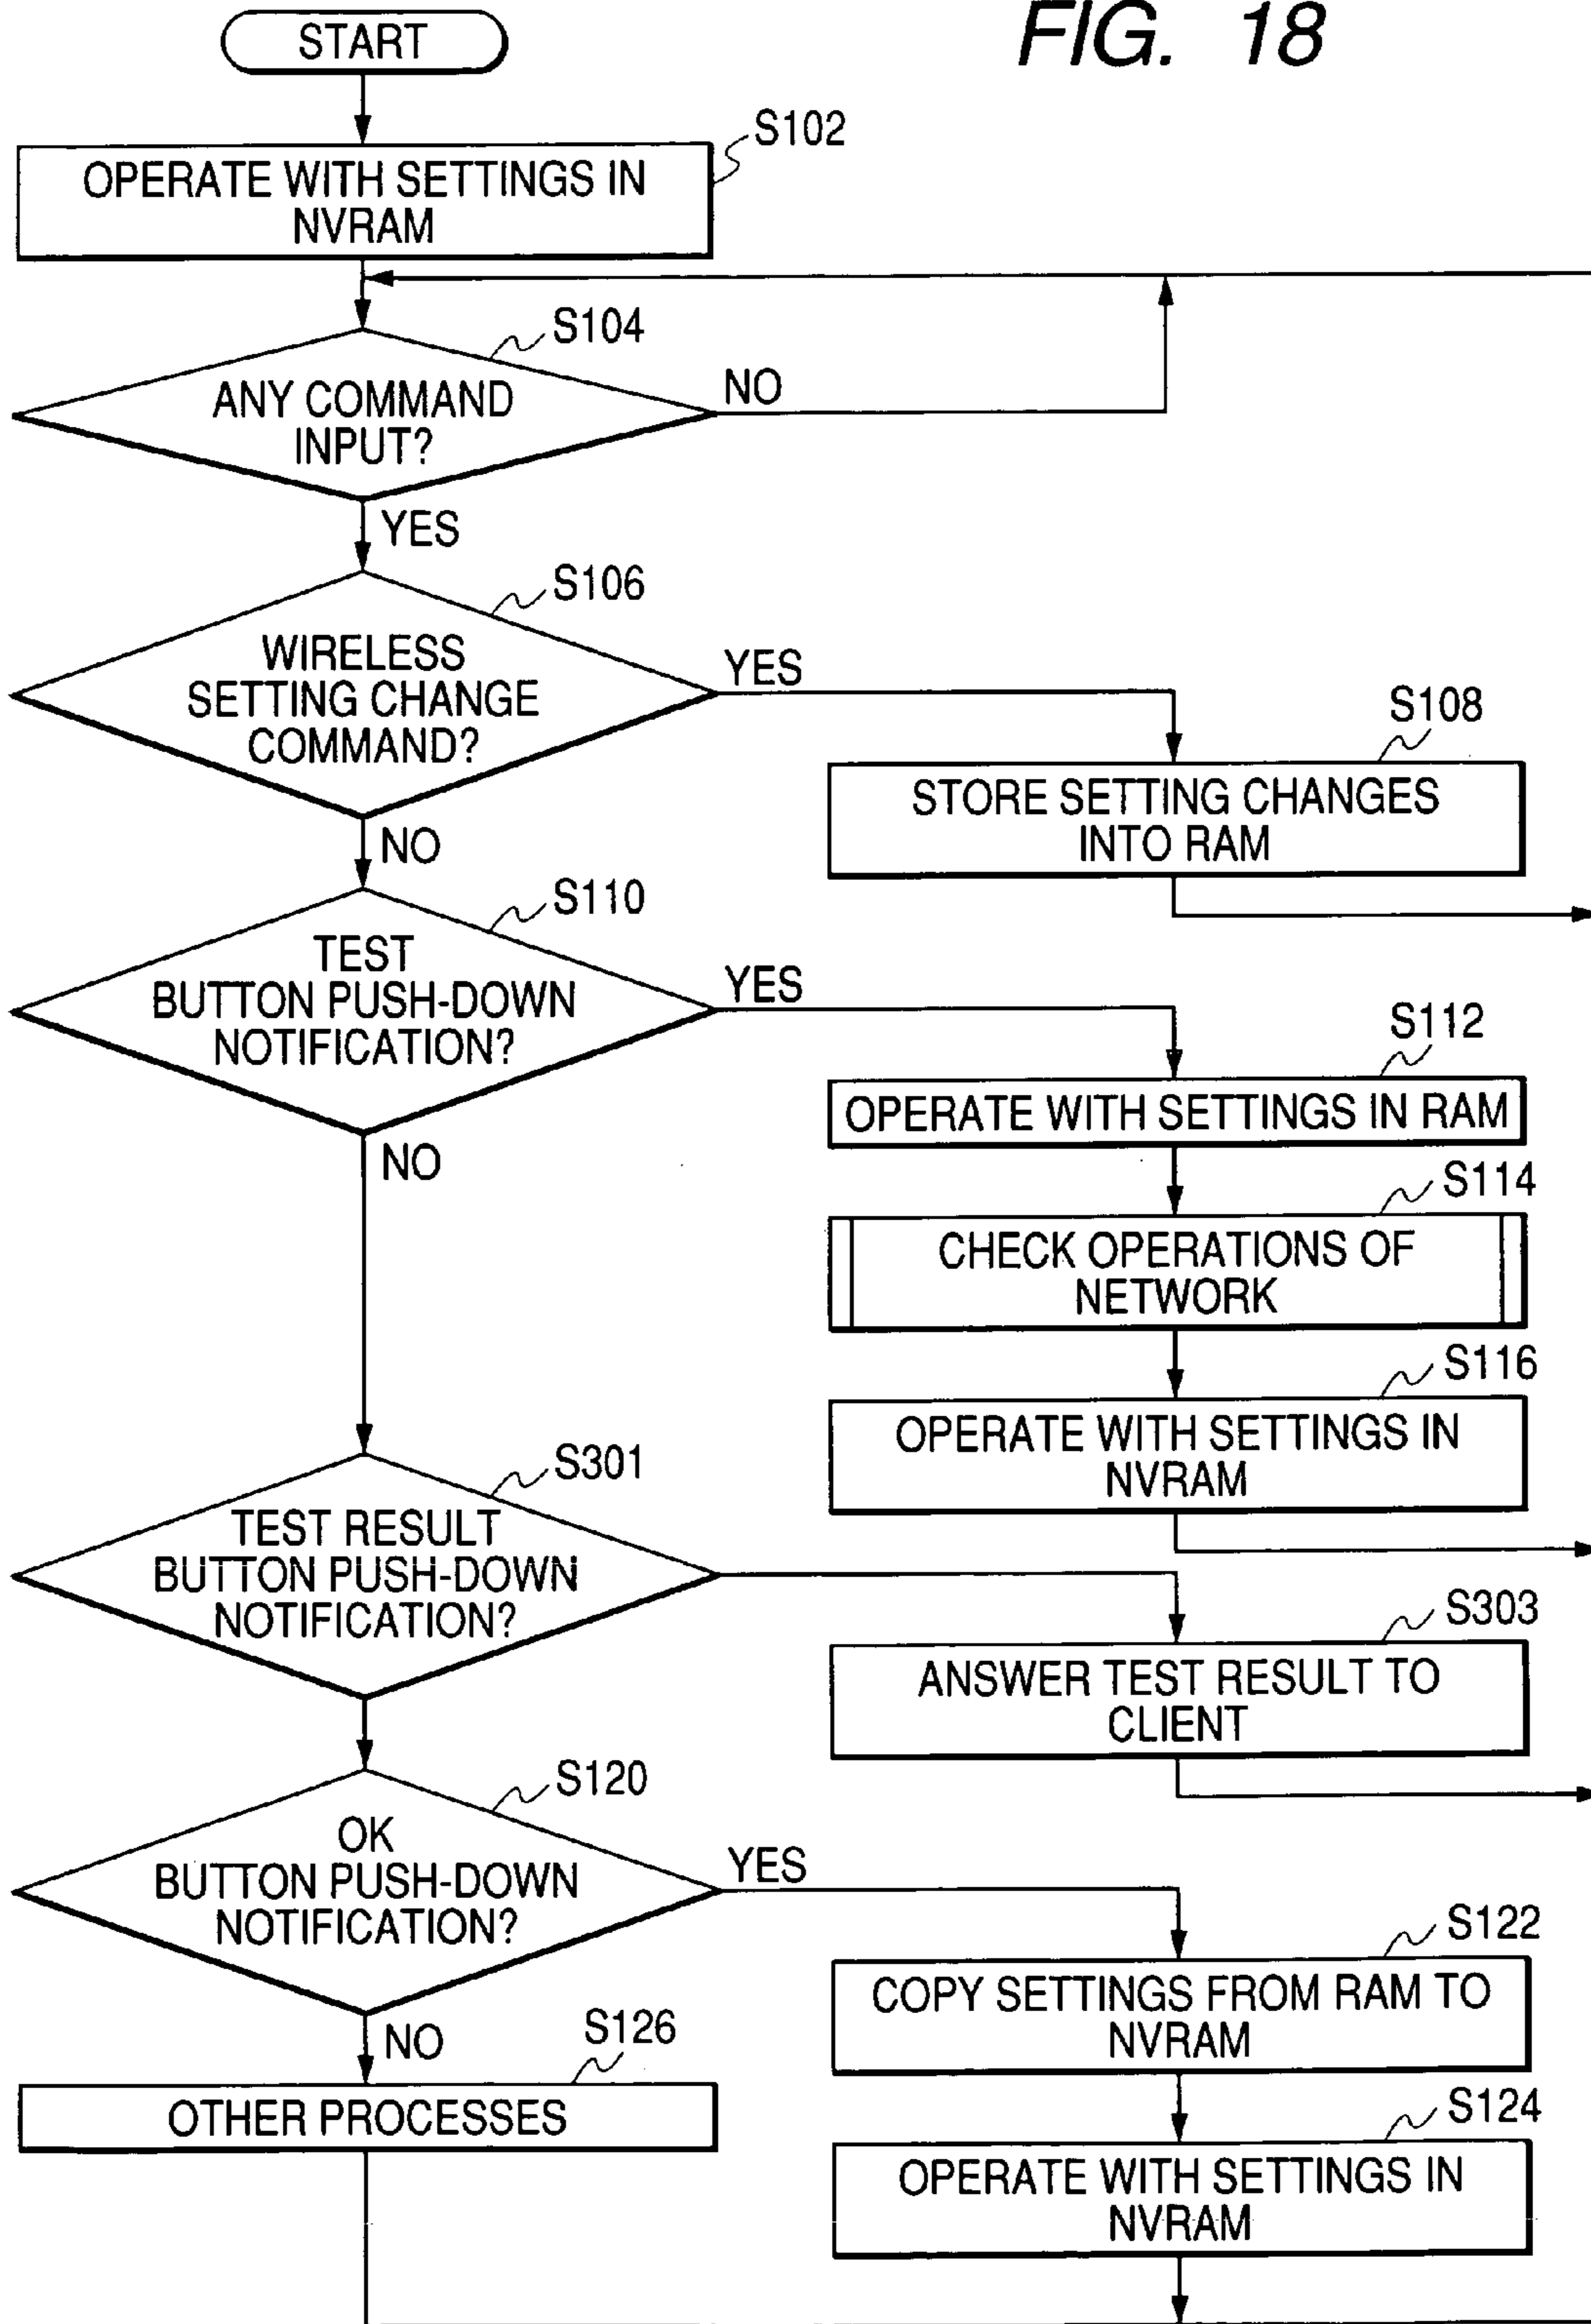 FIG. 18
START
S102
OPERATE WITH SETTINGS IN
NVRAM
S104
ANY COMMAND
INPUT?
NO
YES
S106
WIRELESS
SETTING CHANGE
COMMAND?
YES
S108
STORE SETTING CHANGES
INTO RAM
NO
S110
TEST
BUTTON PUSH-DOWN
NOTIFICATION?
YES
S112
OPERATE WITH SETTINGS IN RAM
NO
S114
CHECK OPERATIONS OF
NETWORK
S116
OPERATE WITH SETTINGS IN
NVRAM
S301
TEST RESULT
BUTTON PUSH-DOWN
NOTIFICATION?
S303
ANSWER TEST RESULT TO
CLIENT
S120
OK
BUTTON PUSH-DOWN
NOTIFICATION?
YES
S122
COPY SETTINGS FROM RAM TO
NVRAM
NO
S126
OTHER PROCESSES
S124
OPERATE WITH SETTINGS IN
NVRAM